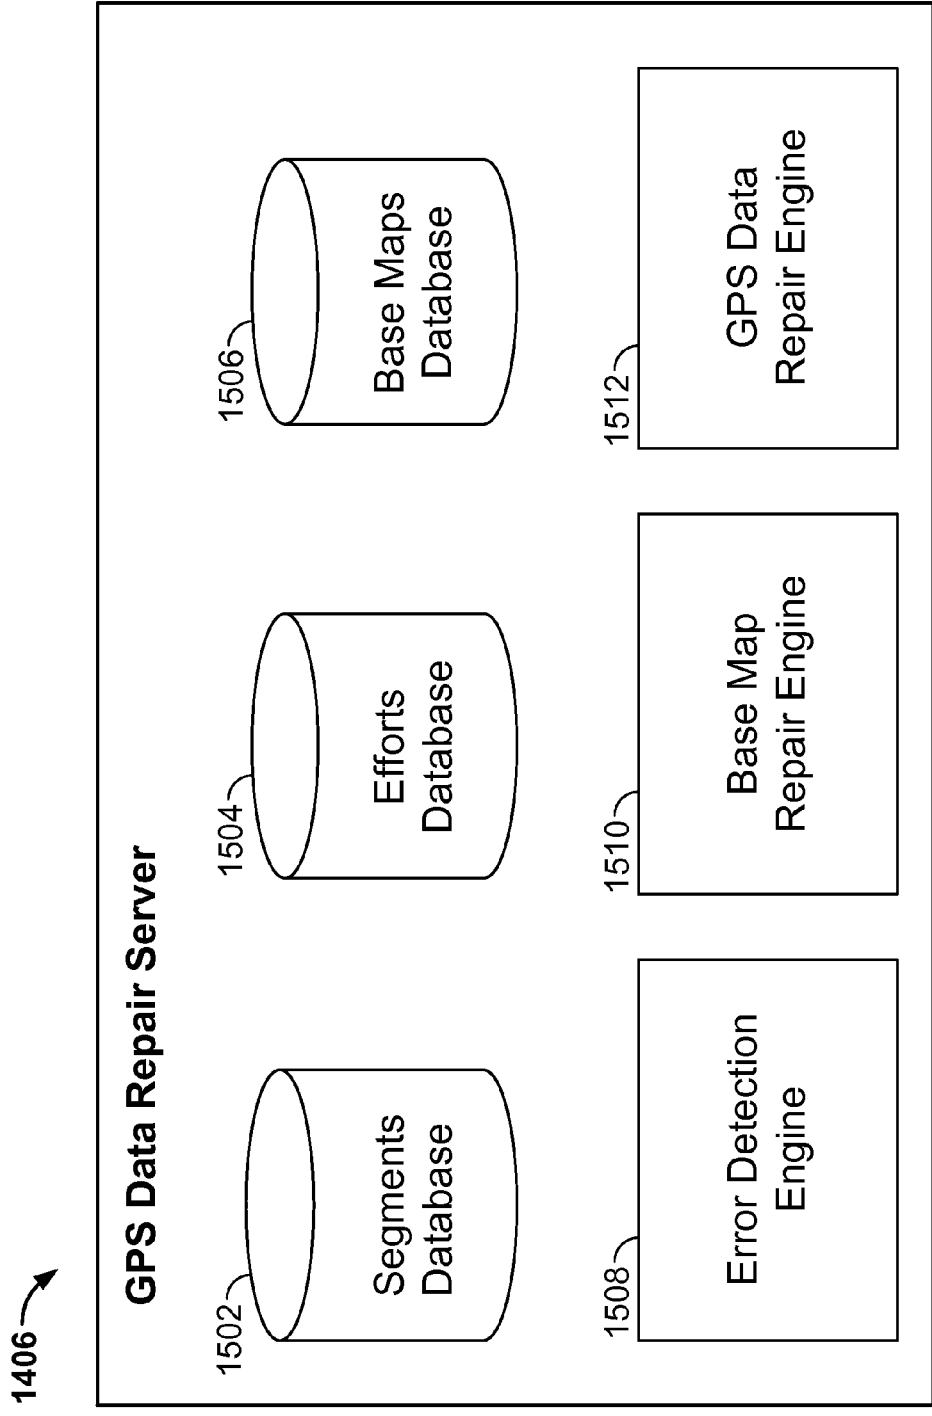 1406
GPS Data Repair Server
1502
Segments
Database
1504
Efforts
Database
1506
Base Maps
Database
1508
Error Detection
Engine
1510
Base Map
Repair Engine
1512
GPS Data
Repair Engine